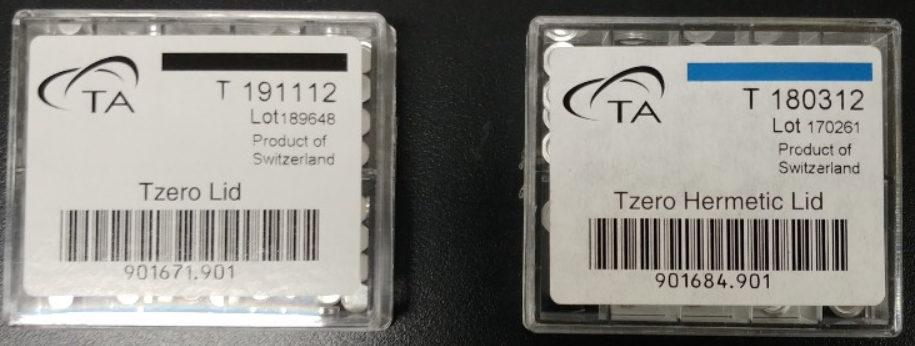 TA
T 191112
Lot189648
Product of
Switzerland
Tzero Lid
901671.901
TA
T 180312
Lot 170261
Product of
Switzerland
Tzero Hermetic Lid
901684.901